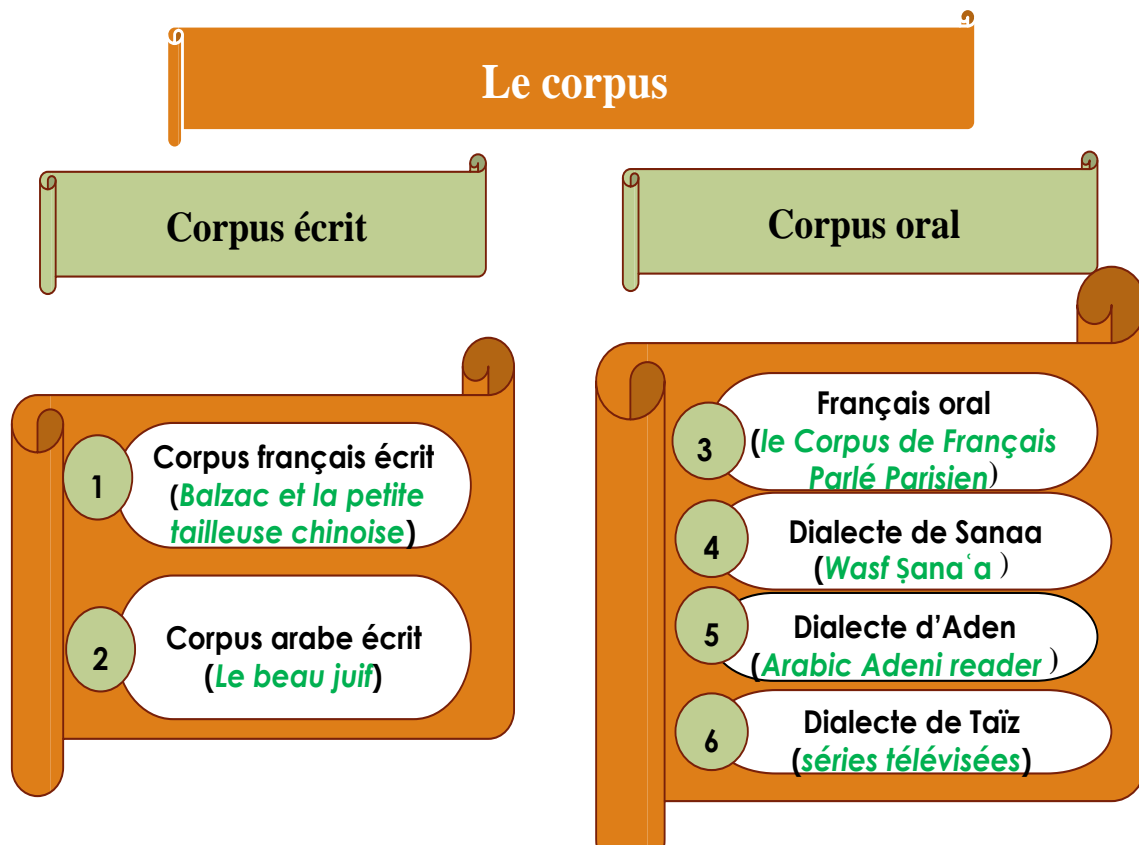 Le corpus
Corpus écrit
Corpus oral
1
Corpus français écrit
(Balzac et la petite
tailleuse chinoise)
2
Corpus arabe écrit
(Le beau juif)
3
Français oral
(le Corpus de Français
Parlé Parisien)
4
Dialecte de Sanaa
(Wasf Ṣanaʿa )
5
Dialecte d’Aden
(Arabic Adeni reader )
6
Dialecte de Taïz
(séries télévisées)